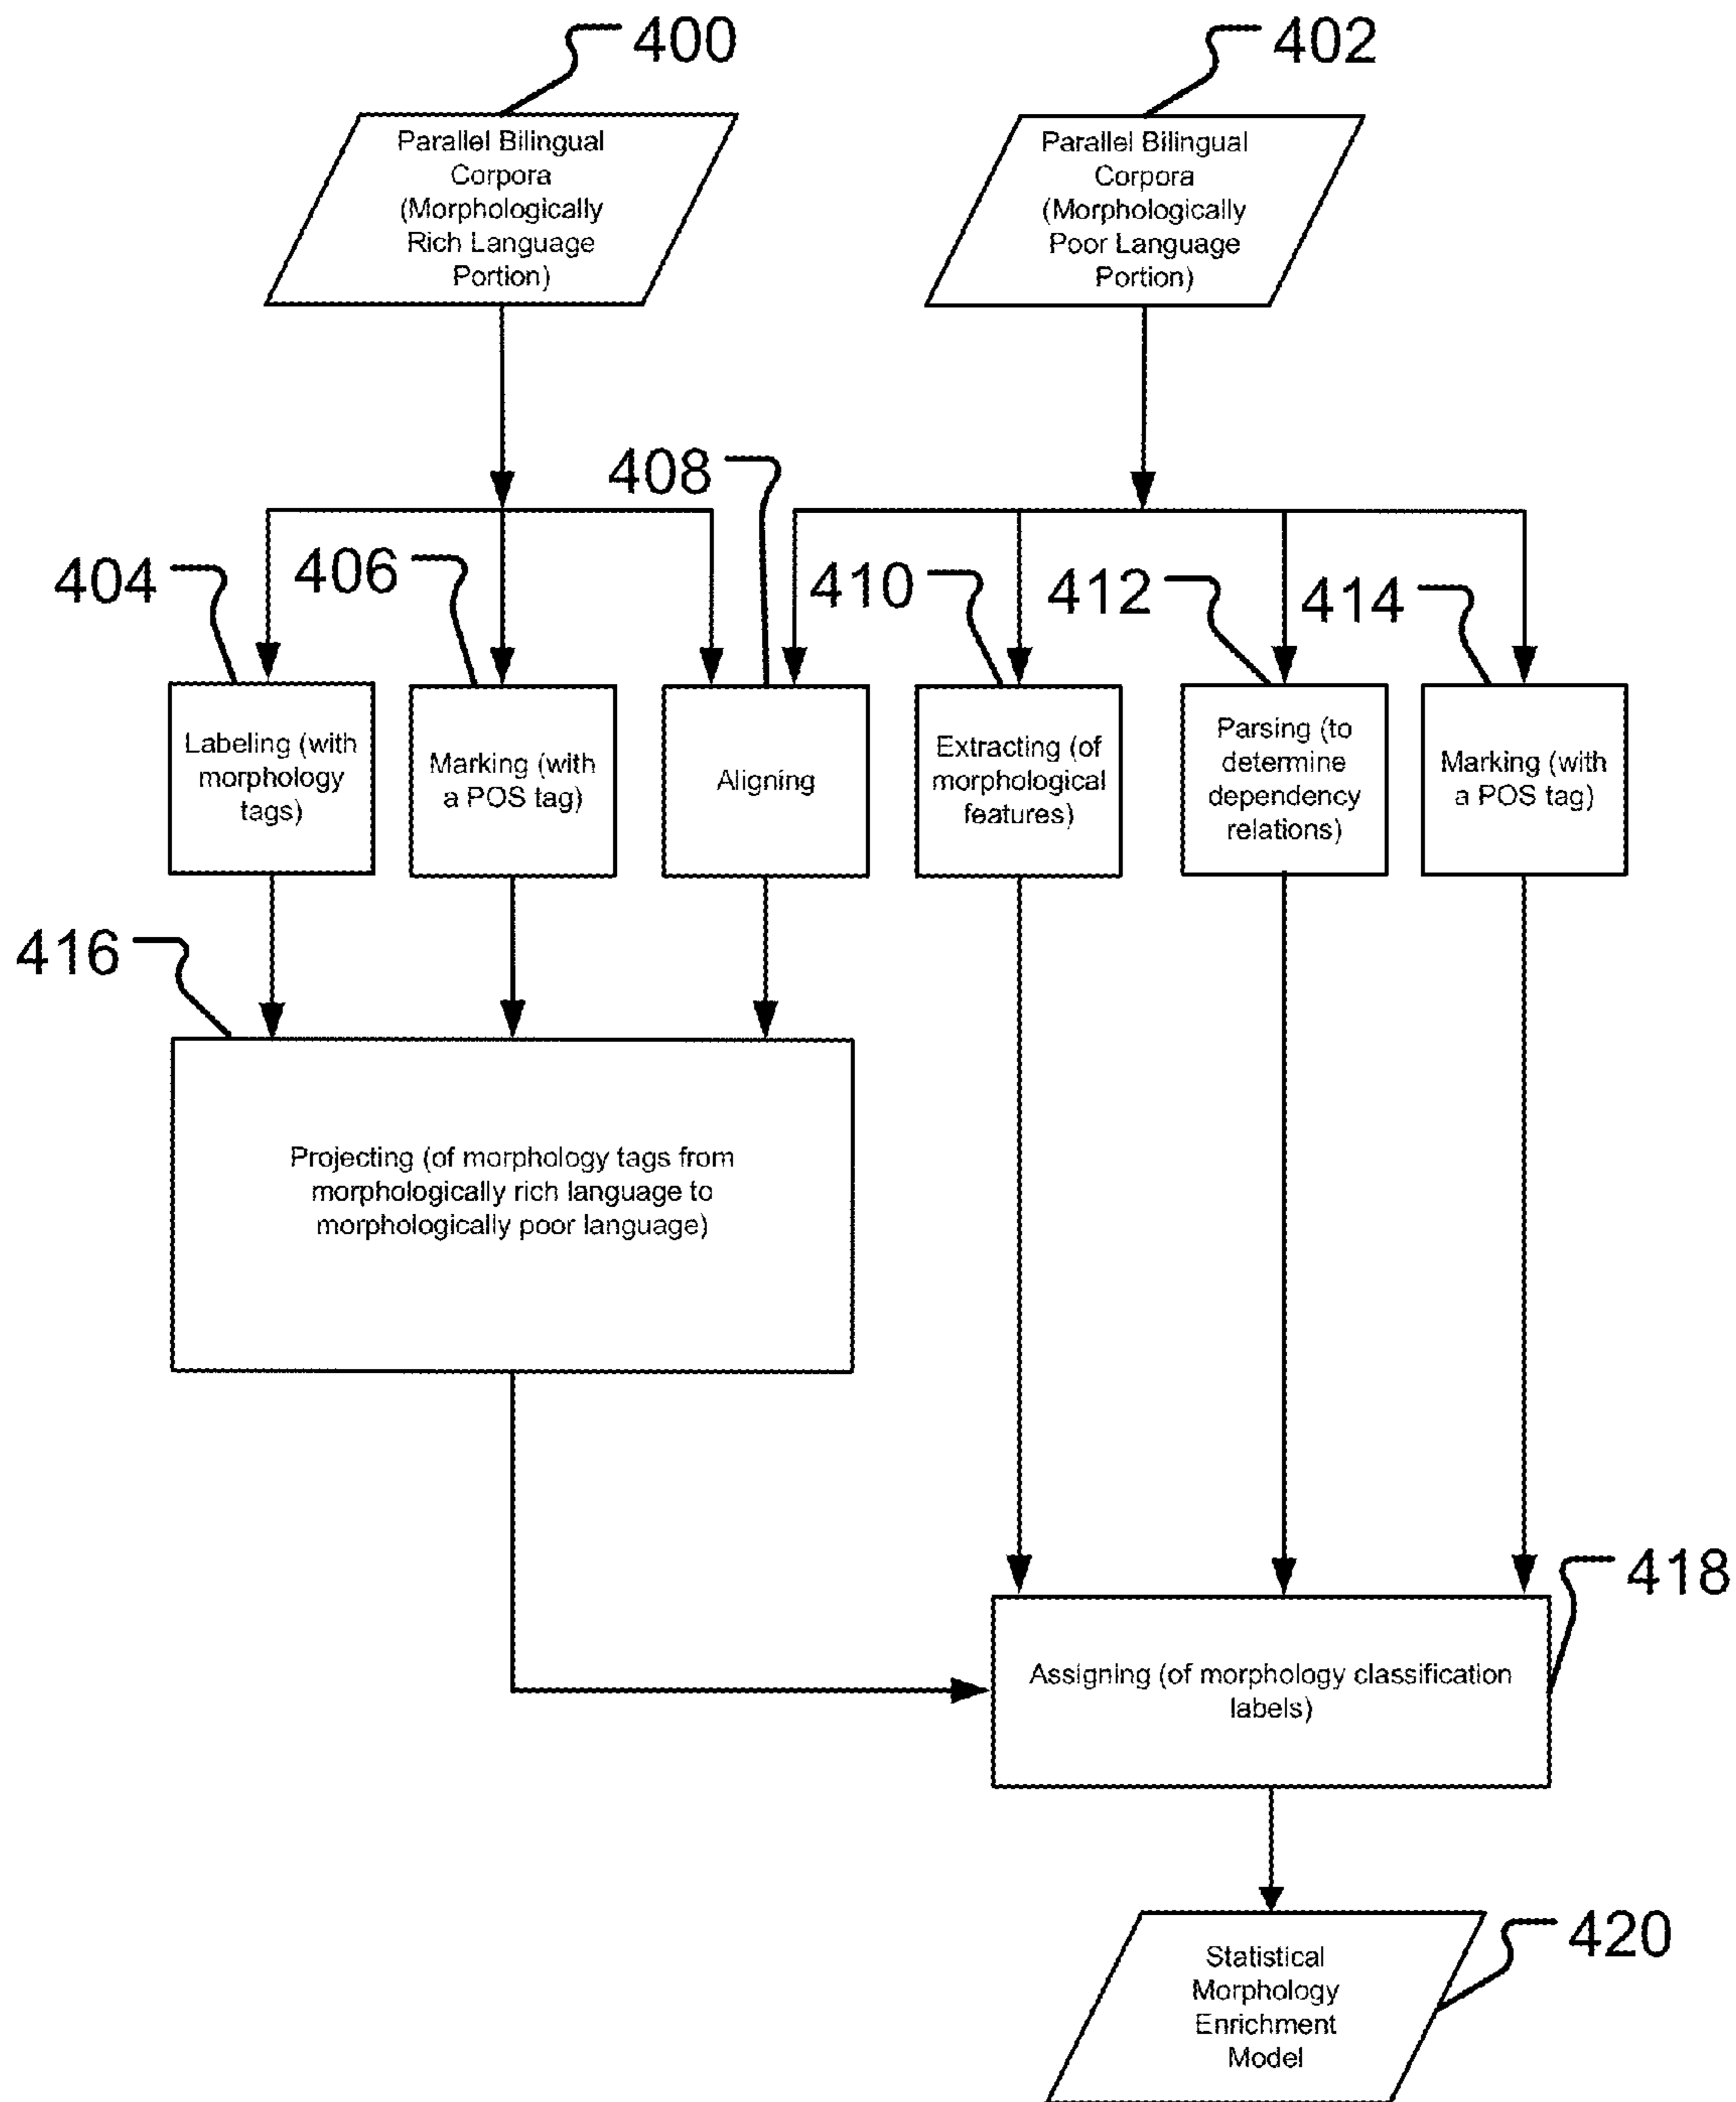 400
402
Parallel Bilingual
Corpora
(Morphologically
Rich Language
Portion)
Parallel Bilingual
Corpora
(Morphologically
Poor Language
Portion)
408
404
406
410
412
414
Labeling (with
morphology
tags)
Marking (with
a POS tag)
Aligning
Extracting (of
morphological
features)
Parsing (to
determine
dependency
relations)
Marking (with
a POS tag)
416
Projecting (of morphology tags from
morphologically rich language to
morphologically poor language)
418
Assigning (of morphology classification
labels)
420
Statistical
Morphology
Enrichment
Model